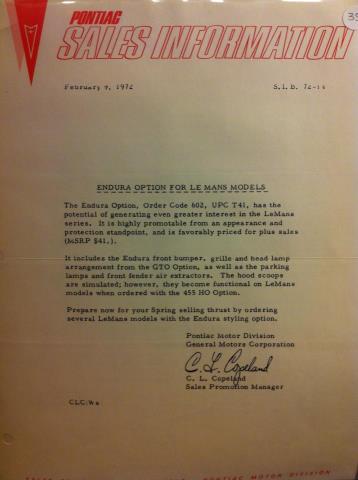 PONTIAC
SALES INFORMATION
February 9, 1972 S.I.B. 72-14
ENDURA OPTION FOR LE MANS MODELS
The Endura Option, Order Code 602, UPC T41, has the
potential of generating even greater interest in the LeMans
series. It is highly promotable from an appearance and
protection standpoint, and is favorably priced for plus sales
(MSRP $41.).
It includes the Endura front bumper, grille and head lamp
arrangement from the GTO Option, as well as the parking
lamps and front fender air extractors. The hood scoops
are simulated; however, they become functional on LeMans
models when ordered with the 455 HO Option.
Prepare now for your Spring selling thrust by ordering
several LeMans models with the Endura styling option.
Pontiac Motor Division
General Motors Corporation
C. L. Copeland
C. L. Copeland
Sales Promotion Manager
CLC:Wa
PONTIAC MOTOR DIVISION